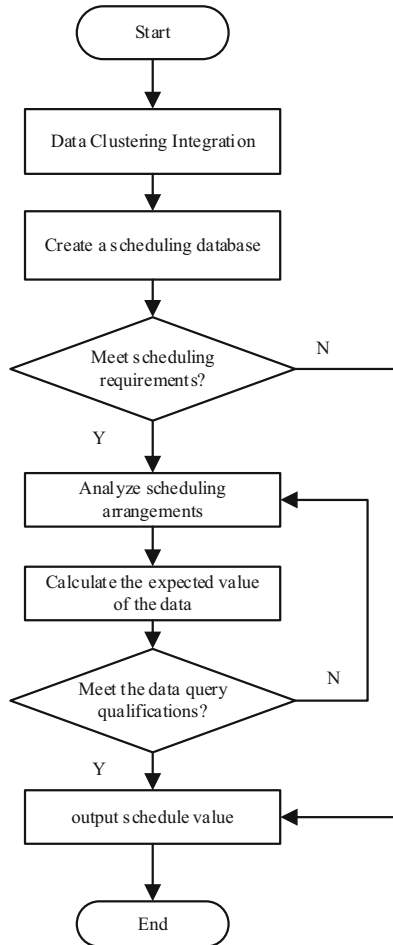 Start
Data Clustering Integration
Create a scheduling database
Meet scheduling
requirements?
N
Y
Analyze scheduling
arrangements
Calculate the expected value
of the data
Meet the data query
qualifications?
N
Y
output schedule value
End